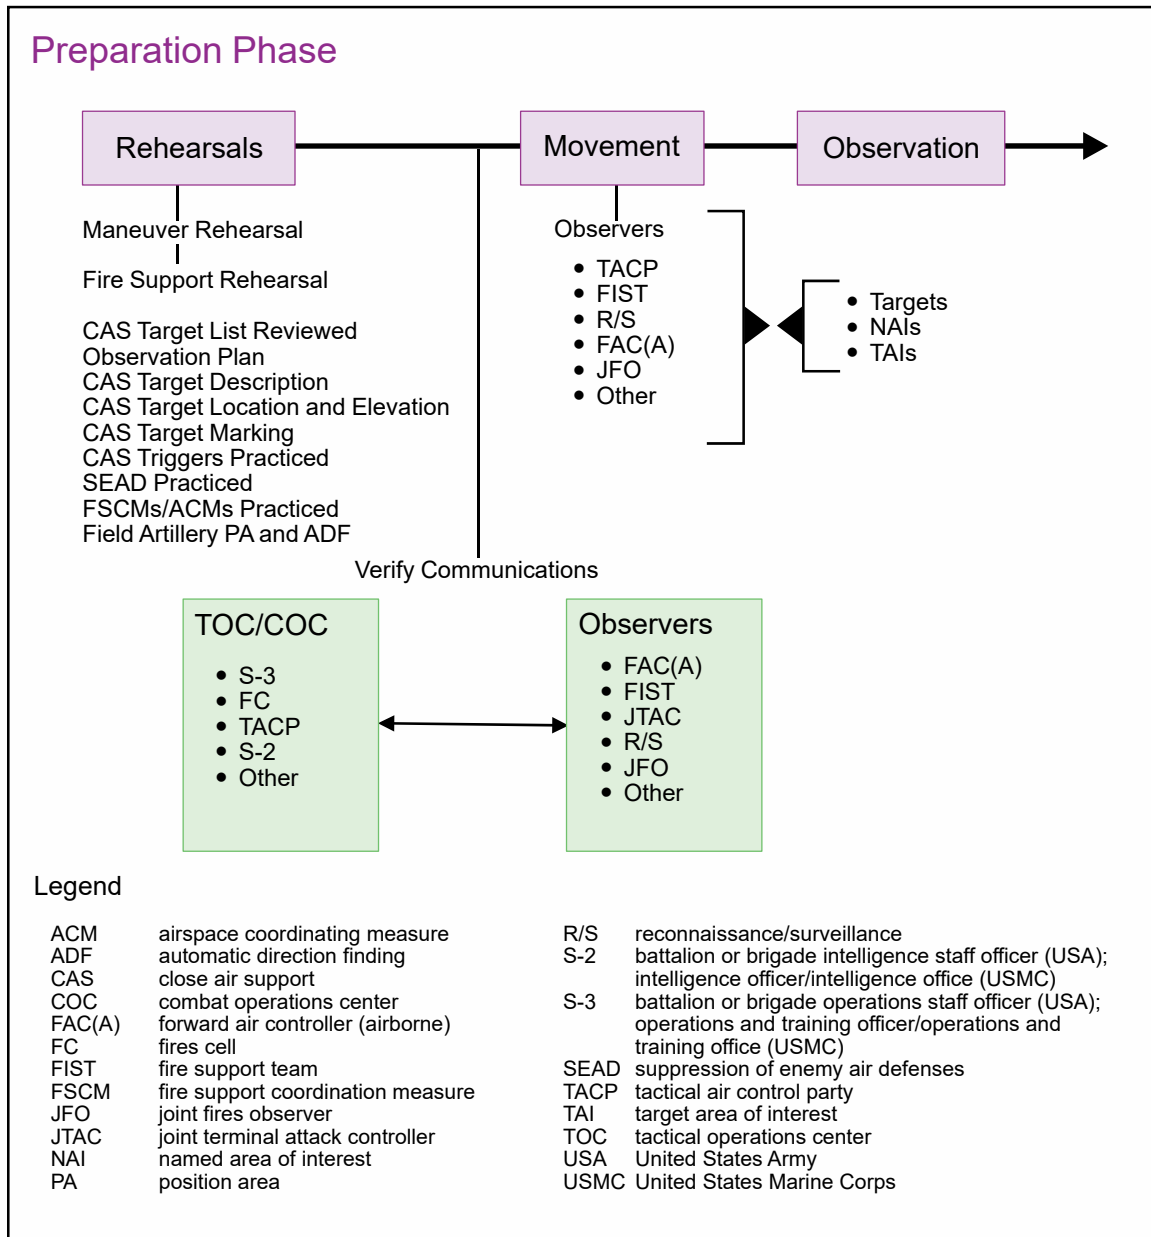 Preparation Phase
Rehearsals
Movement
Observation
Maneuver Rehearsal
Fire Support Rehearsal
CAS Target List Reviewed
Observation Plan
CAS Target Description
CAS Target Location and Elevation
CAS Target Marking
CAS Triggers Practiced
SEAD Practiced
FSCMs/ACMs Practiced
Field Artillery PA and ADF
Observers
• TACP
• FIST
• R/S
• FAC(A)
• JFO
• Other
• Targets
• NAIs
• TAIs
Verify Communications
TOC/COC
• S-3
• FC
• TACP
• S-2
• Other
Observers
• FAC(A)
• FIST
• JTAC
• R/S
• JFO
• Other
Legend
ACM airspace coordinating measure
ADF automatic direction finding
CAS close air support
COC combat operations center
FAC(A) forward air controller (airborne)
FC fires cell
FIST fire support team
FSCM fire support coordination measure
JFO joint fires observer
JTAC joint terminal attack controller
NAI named area of interest
PA position area
R/S reconnaissance/surveillance
S-2 battalion or brigade intelligence staff officer (USA);
intelligence officer/intelligence office (USMC)
S-3 battalion or brigade operations staff officer (USA);
operations and training officer/operations and
training office (USMC)
SEAD suppression of enemy air defenses
TACP tactical air control party
TAI target area of interest
TOC tactical operations center
USA United States Army
USMC United States Marine Corps